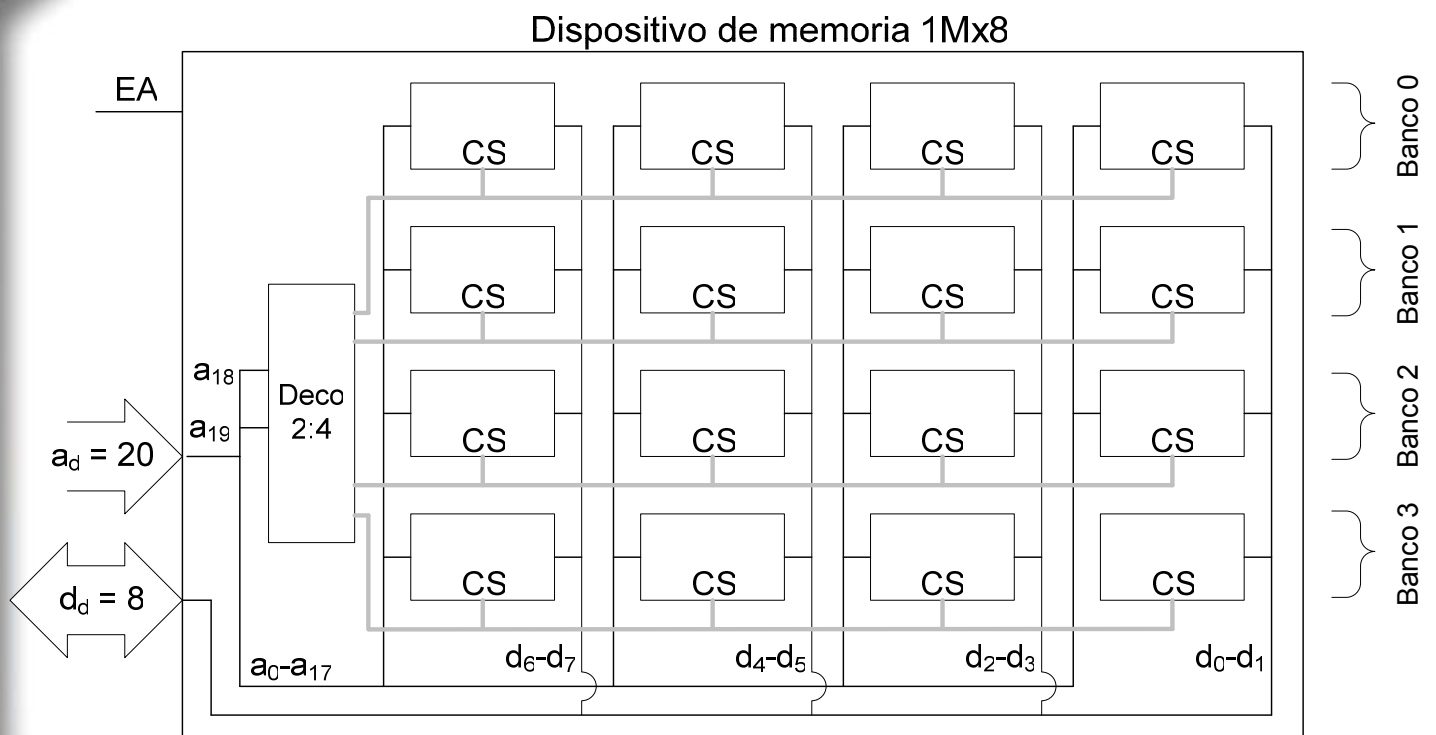 Dispositivo de memoria 1Mx8
EA
CS CS CS CS
Banco 0
CS CS CS CS
Banco 1
a18
a19
Deco
2:4
CS CS CS CS
Banco 2
ad = 20
CS CS CS CS
Banco 3
dd = 8
a0-a17
d6-d7
d4-d5
d2-d3
d0-d1